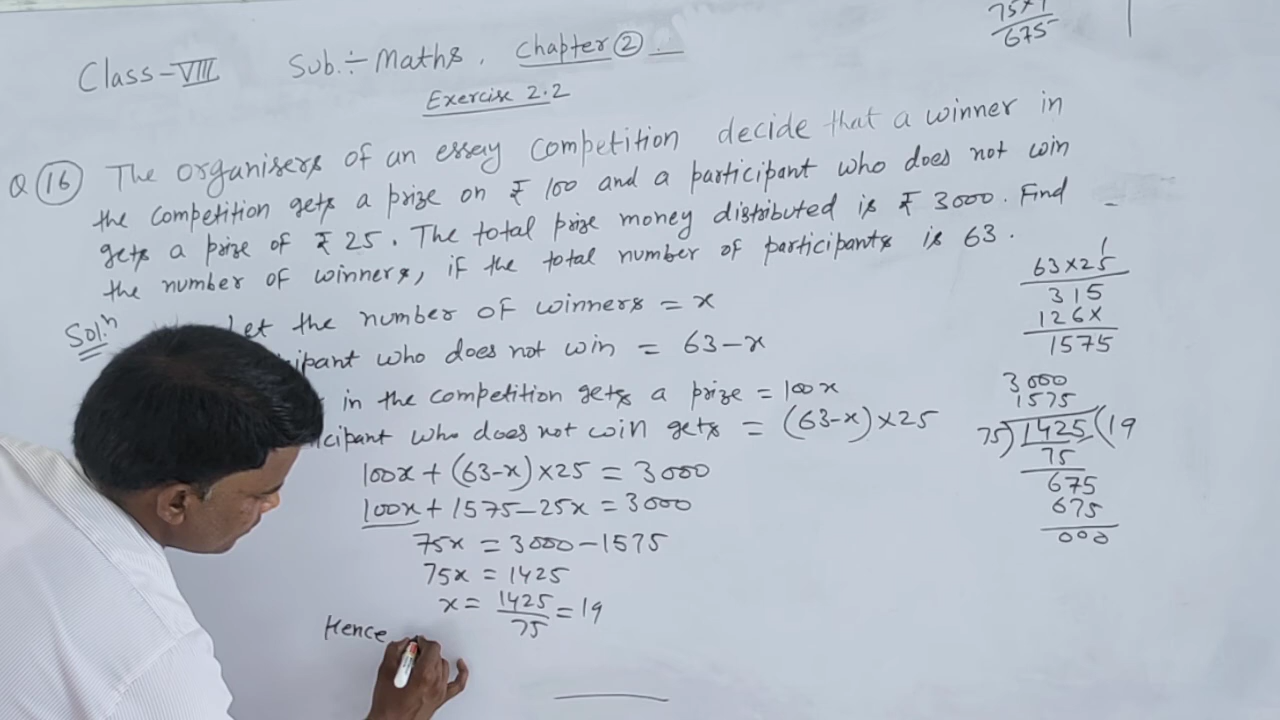 75×1
675
Class-VIII Sub.÷Maths. Chapter ②.
Exercise 2.2
Q ⑯ The organisers of an essay competition decide that a winner in
the competition gets a prize on ₹ 100 and a participant who does not win
gets a prize of ₹ 25. The total prize money distributed is ₹ 3000. Find
the number of winners, if the total number of participants is 63.
Sol.ⁿ Let the number of winners = x
who does not win = 63-x
in the competition gets a prize = 100x
who does not win gets = (63-x)×25
100x + (63-x)×25 = 3000
100x + 1575-25x = 3000
75x = 3000-1575
75x = 1425
x = 1425/75 = 19
Hence
1
63×25
315
126×
1575
3000
1575
75)1425(19
75
675
675
000